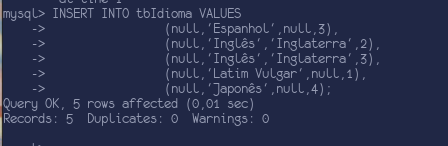 mysql> INSERT INTO tbIdioma VALUES
-> (null,'Espanhol',null,3),
-> (null,'Inglês','Inglaterra',2),
-> (null,'Inglês','Inglaterra',3),
-> (null,'Latim Vulgar',null,1),
-> (null,'Japonês',null,4);
Query OK, 5 rows affected (0,01 sec)
Records: 5 Duplicates: 0 Warnings: 0